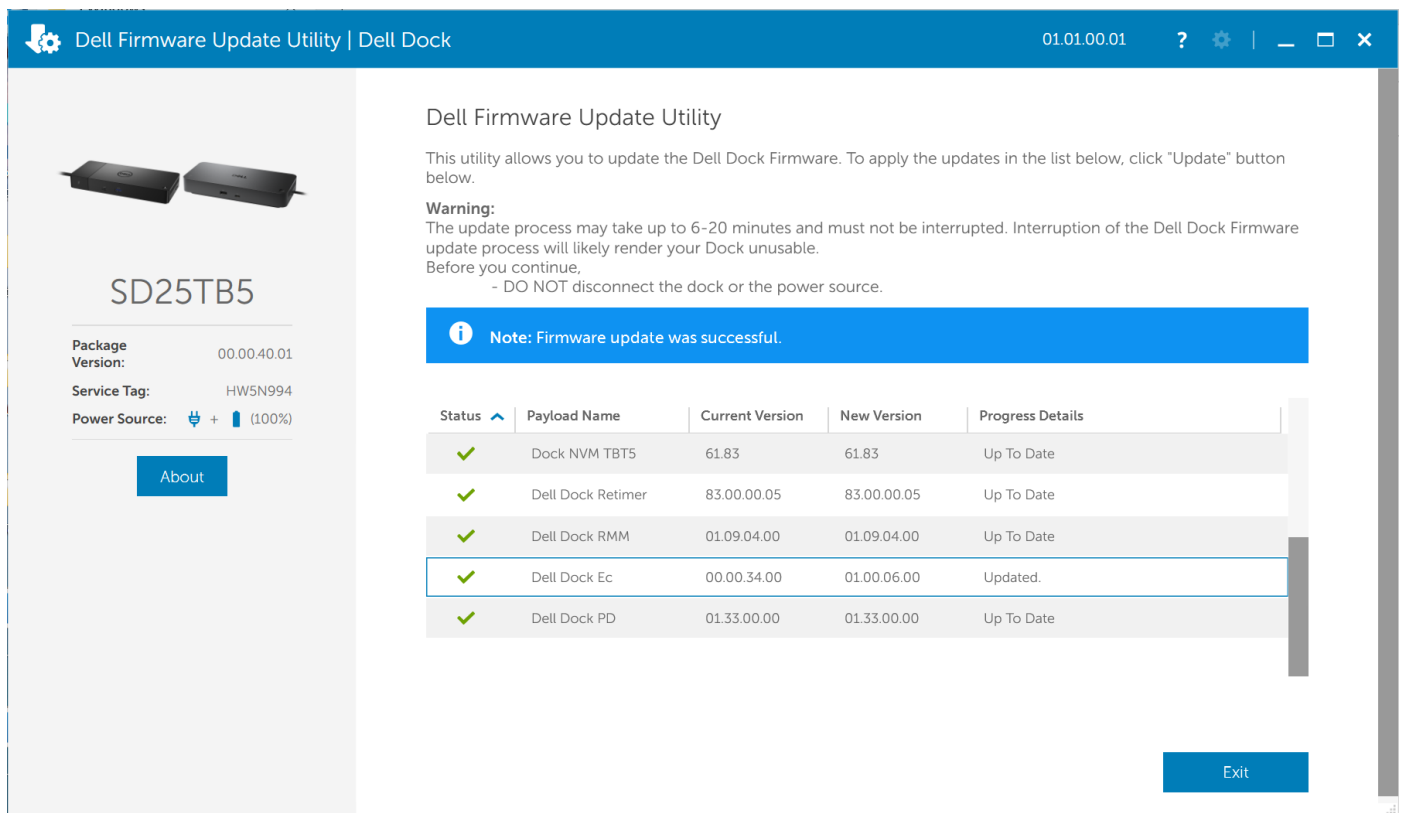 Dell Firmware Update Utility | Dell Dock
01.01.00.01
?
Dell Firmware Update Utility
This utility allows you to update the Dell Dock Firmware. To apply the updates in the list below, click "Update" button
below.
Warning:
The update process may take up to 6-20 minutes and must not be interrupted. Interruption of the Dell Dock Firmware
update process will likely render your Dock unusable.
Before you continue,
- DO NOT disconnect the dock or the power source.
SD25TB5
Package
Version:
00.00.40.01
Service Tag: HW5N994
Power Source: + (100%)
About
Note: Firmware update was successful.
Status Payload Name Current Version New Version Progress Details
Dock NVM TBT5 61.83 61.83 Up To Date
Dell Dock Retimer 83.00.00.05 83.00.00.05 Up To Date
Dell Dock RMM 01.09.04.00 01.09.04.00 Up To Date
Dell Dock Ec 00.00.34.00 01.00.06.00 Updated.
Dell Dock PD 01.33.00.00 01.33.00.00 Up To Date
Exit